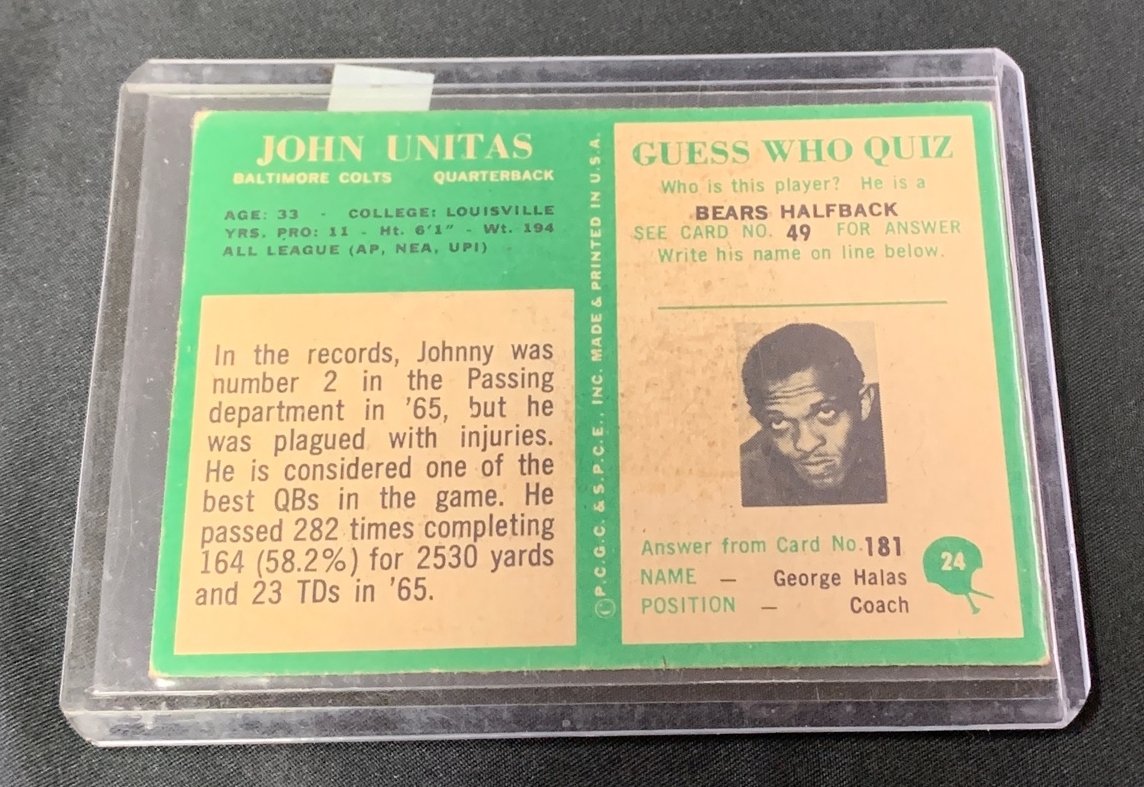 JOHN UNITAS
BALTIMORE COLTS QUARTERBACK
AGE: 33 - COLLEGE: LOUISVILLE
YRS. PRO: 11 - Ht. 6'1" - Wt. 194
ALL LEAGUE (AP, NEA, UPI)
In the records, Johnny was
number 2 in the Passing
department in '65, but he
was plagued with injuries.
He is considered one of the
best QBs in the game. He
passed 282 times completing
164 (58.2%) for 2530 yards
and 23 TDs in '65.
©P.C.G.C. & S.P.C.E., INC. MADE & PRINTED IN U.S.A.
GUESS WHO QUIZ
Who is this player? He is a
BEARS HALFBACK
SEE CARD NO. 49 FOR ANSWER
Write his name on line below.
Answer from Card No. 181
NAME — George Halas
POSITION — Coach
24